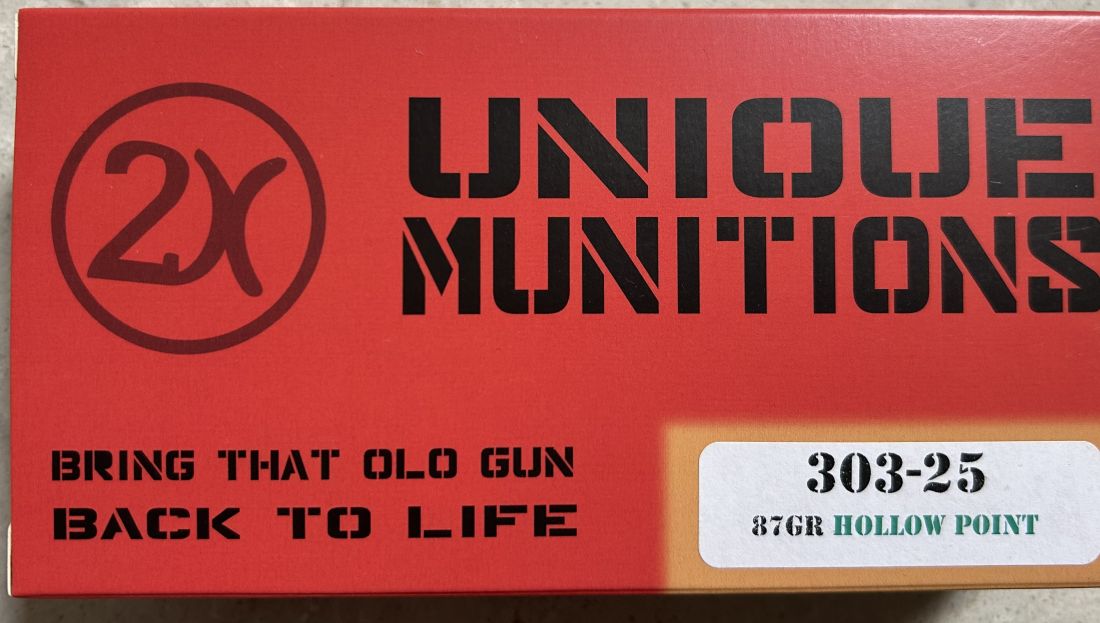 2X
UNIQUE
MUNITIONS
BRING THAT OLD GUN
BACK TO LIFE
303-25
87GR HOLLOW POINT